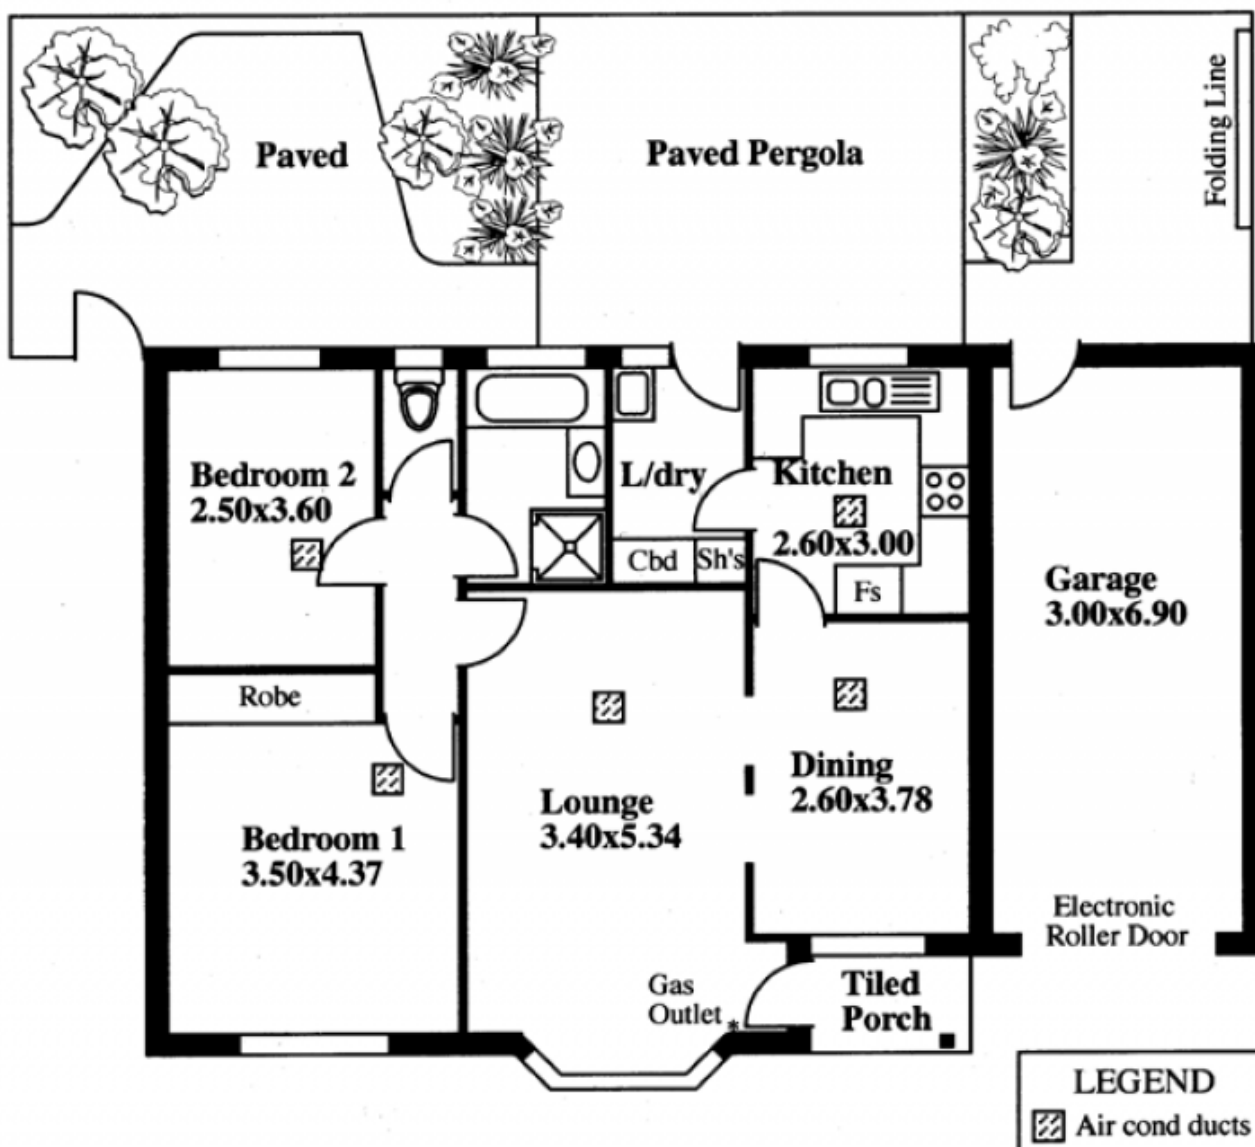 Paved
Paved Pergola
Folding Line
Bedroom 2
2.50x3.60
L/dry
Kitchen
2.60x3.00
Cbd
Sh's
Fs
Garage
3.00x6.90
Robe
Dining
2.60x3.78
Lounge
3.40x5.34
Bedroom 1
3.50x4.37
Electronic
Roller Door
Gas
Outlet *
Tiled
Porch
LEGEND
Air cond ducts